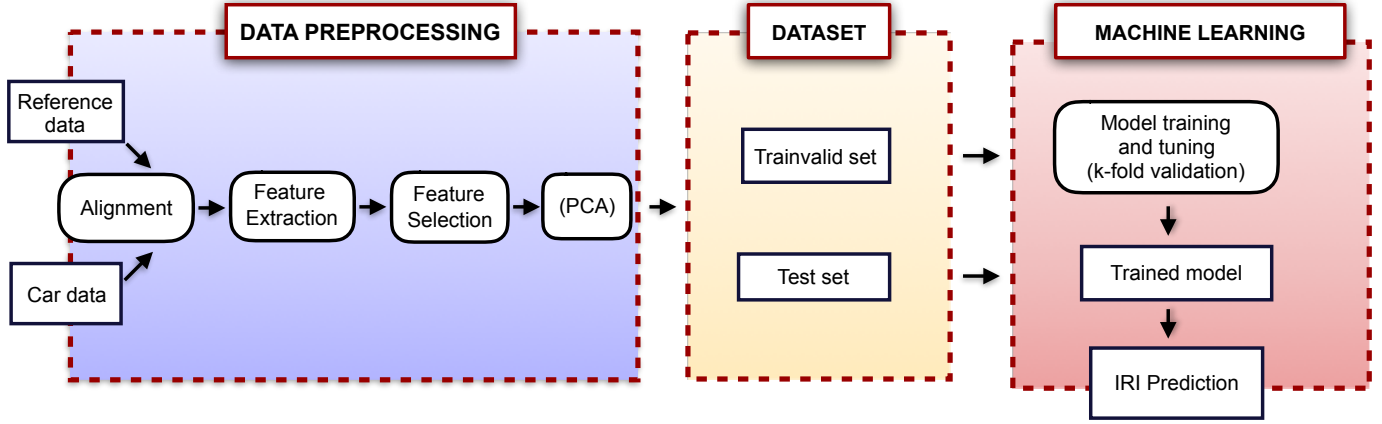 DATA PREPROCESSING
Reference
data
Alignment
Car data
Feature
Extraction
Feature
Selection
(PCA)
DATASET
Trainvalid set
Test set
MACHINE LEARNING
Model training
and tuning
(k-fold validation)
Trained model
IRI Prediction